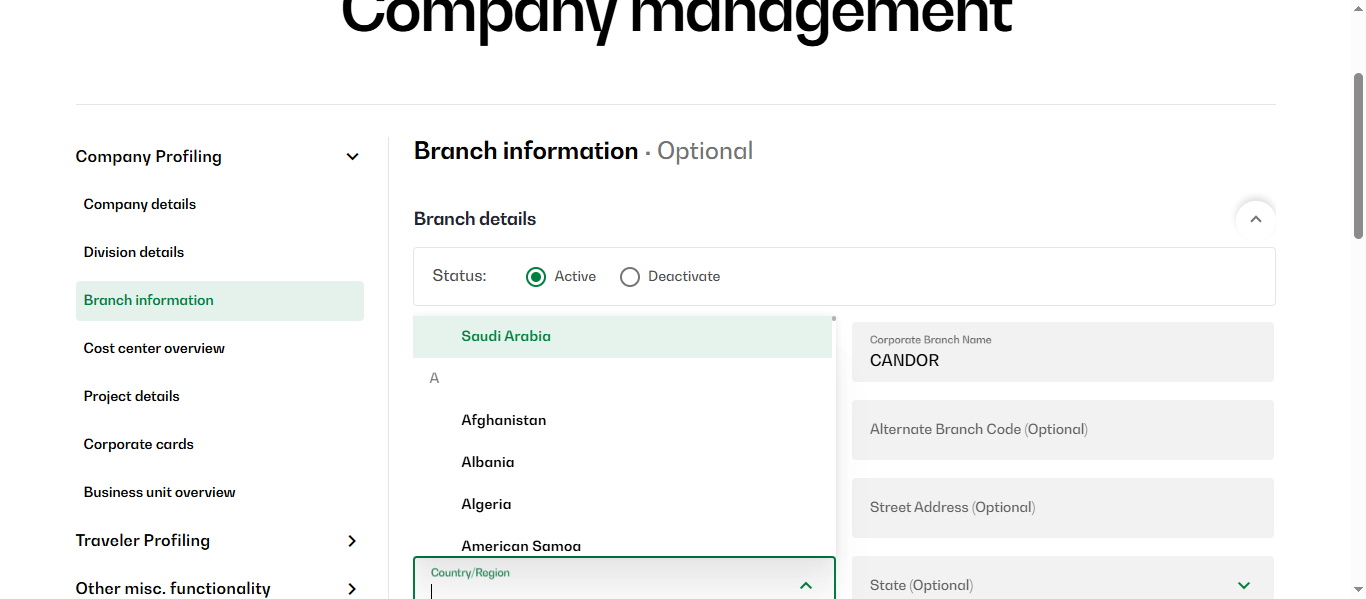 Company management
Company Profiling
Company details
Division details
Branch information
Cost center overview
Project details
Corporate cards
Business unit overview
Traveler Profiling
Other misc. functionality
Branch information · Optional
Branch details
Status: Active Deactivate
Saudi Arabia
A
Afghanistan
Albania
Algeria
American Samoa
Country/Region
Corporate Branch Name
CANDOR
Alternate Branch Code (Optional)
Street Address (Optional)
State (Optional)